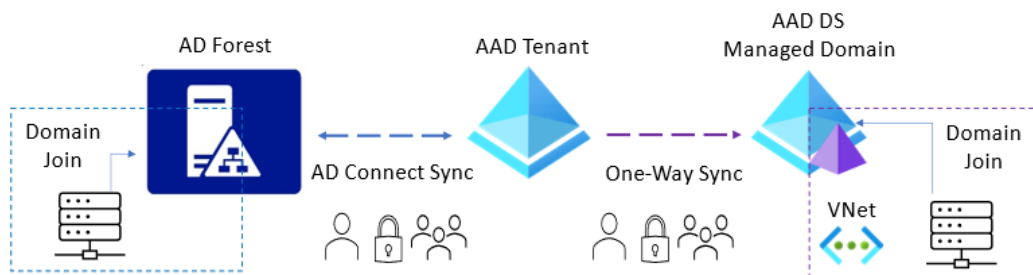 AD Forest
AAD Tenant
AAD DS
Managed Domain
Domain
Join
AD Connect Sync
One-Way Sync
Domain
Join
VNet